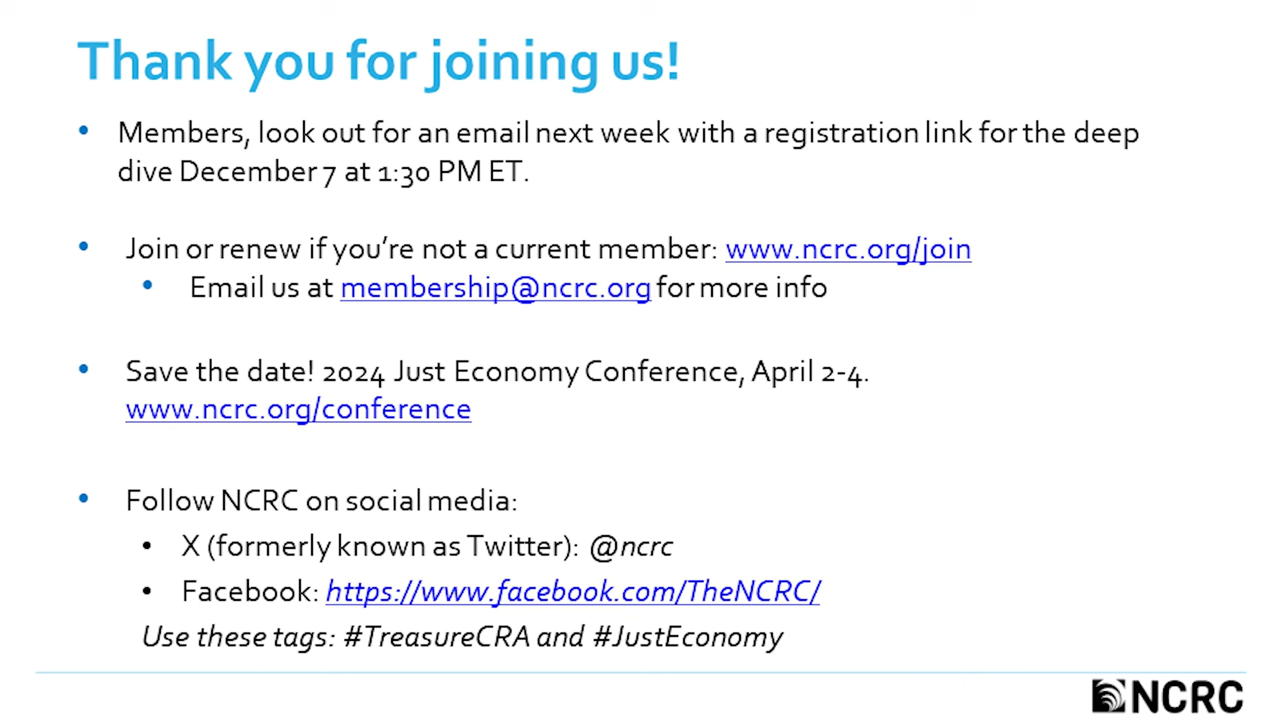 Thank you for joining us!
• Members, look out for an email next week with a registration link for the deep
dive December 7 at 1:30 PM ET.
• Join or renew if you’re not a current member: www.ncrc.org/join
• Email us at membership@ncrc.org for more info
• Save the date! 2024 Just Economy Conference, April 2-4.
www.ncrc.org/conference
• Follow NCRC on social media:
• X (formerly known as Twitter): @ncrc
• Facebook: https://www.facebook.com/TheNCRC/
Use these tags: #TreasureCRA and #JustEconomy
NCRC